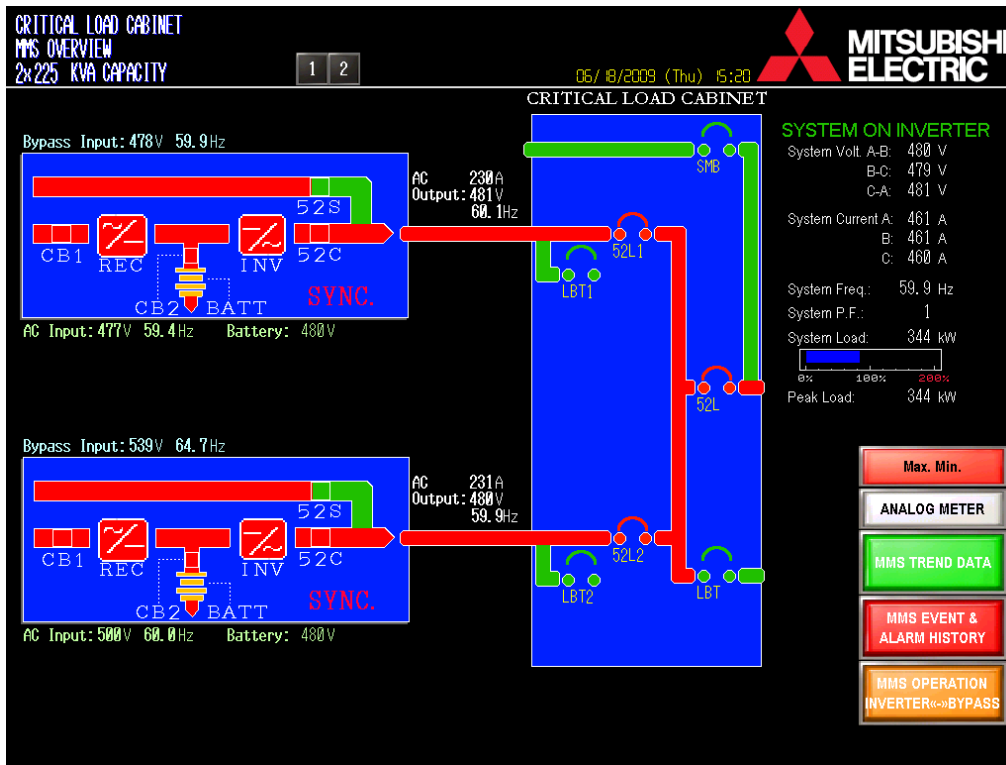 CRITICAL LOAD CABINET
MMS OVERVIEW
2x225 KVA CAPACITY
1 2
06/18/2009 (Thu) 15:20
MITSUBISHI
ELECTRIC
CRITICAL LOAD CABINET
Bypass Input:478V 59.9Hz
52S
CB1
REC
INV
52C
CB2
BATT
SYNC.
AC Input:477V 59.4Hz Battery: 480V
AC 230A
Output:481V
60.1Hz
SMB
52L1
LBT1
52L
Bypass Input:539V 64.7Hz
52S
CB1
REC
INV
52C
CB2
BATT
SYNC.
AC Input:500V 60.0Hz Battery: 480V
AC 231A
Output:480V
59.9Hz
52L2
LBT2
LBT
SYSTEM ON INVERTER
System Volt. A-B: 480 V
B-C: 479 V
C-A: 481 V
System Current A: 461 A
B: 461 A
C: 460 A
System Freq.: 59.9 Hz
System P.F.: 1
System Load: 344 kW
0% 100% 200%
Peak Load: 344 kW
Max. Min.
ANALOG METER
MMS TREND DATA
MMS EVENT &
ALARM HISTORY
MMS OPERATION
INVERTER«-»BYPASS